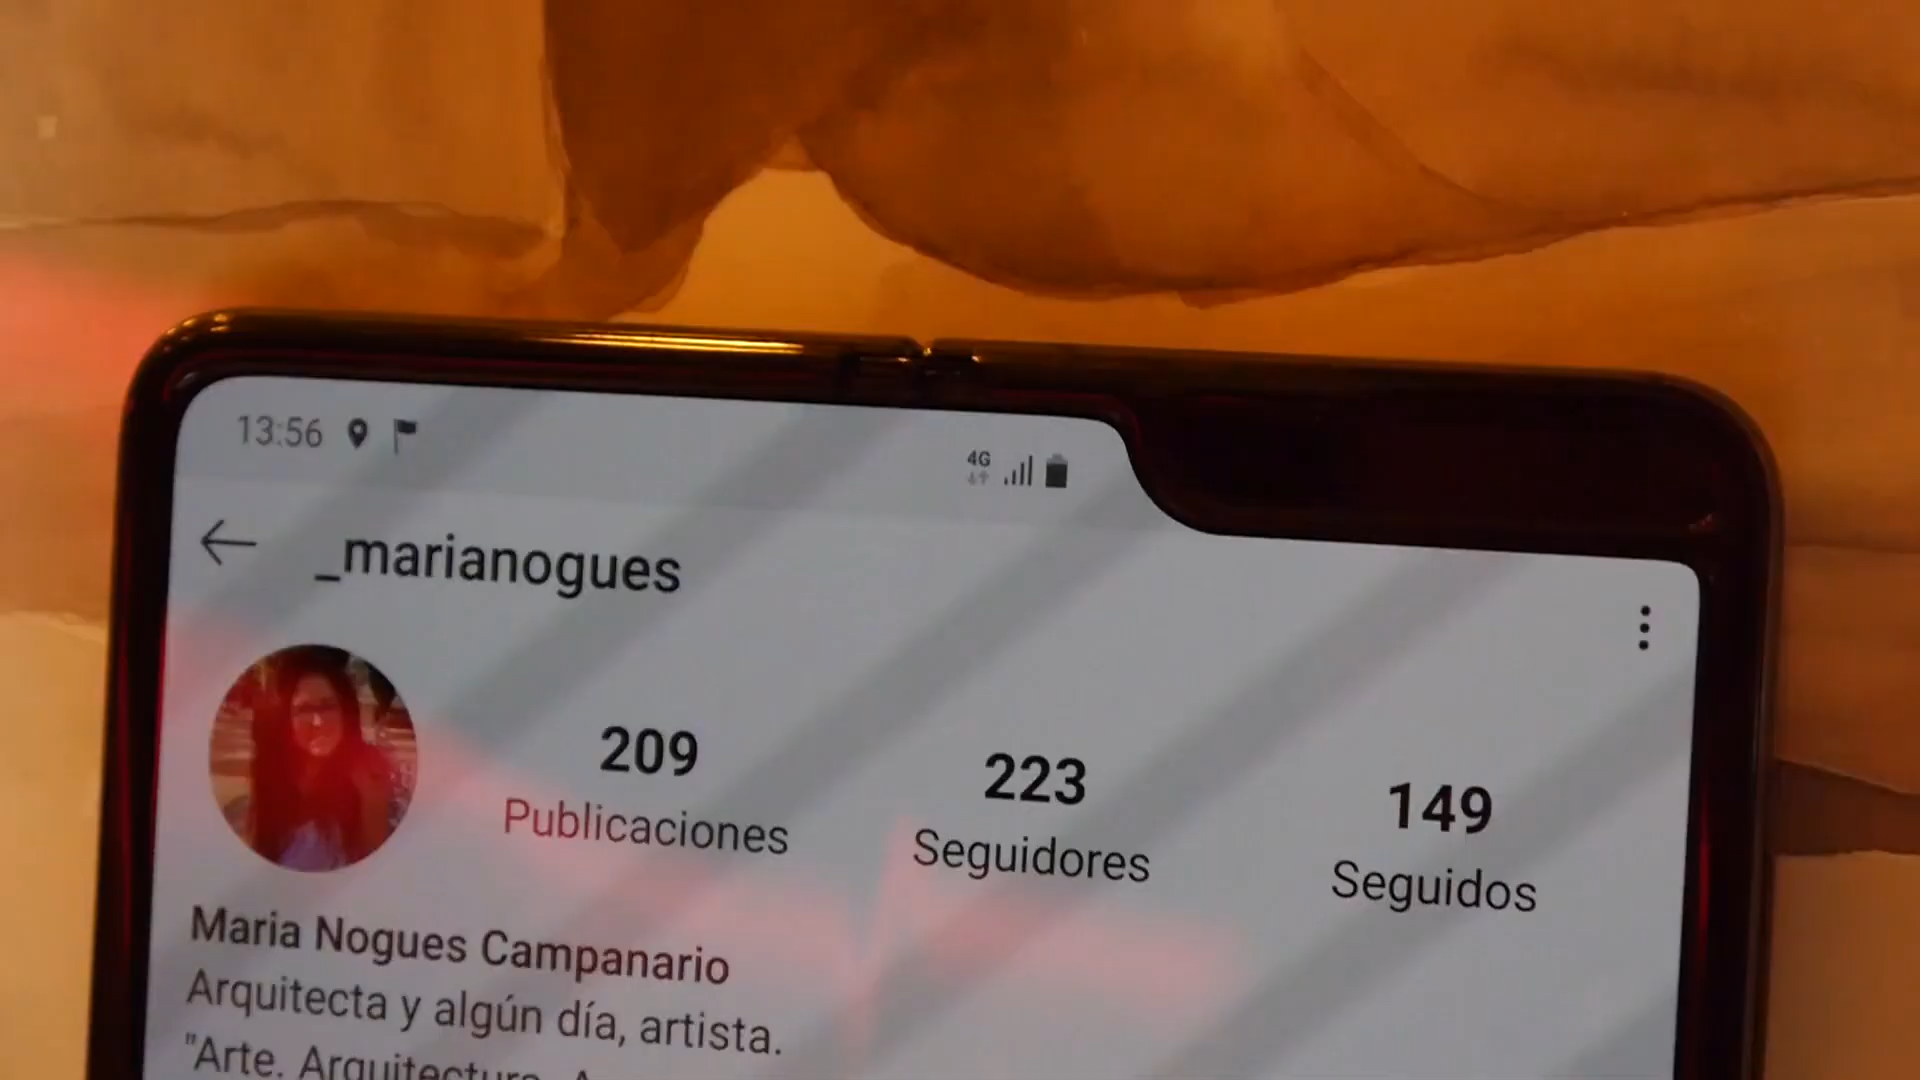 13:56
4G
_marianogues
209 223 149
Publicaciones Seguidores Seguidos
Maria Nogues Campanario
Arquitecta y algún día, artista.
"Arte. Arquitectura.